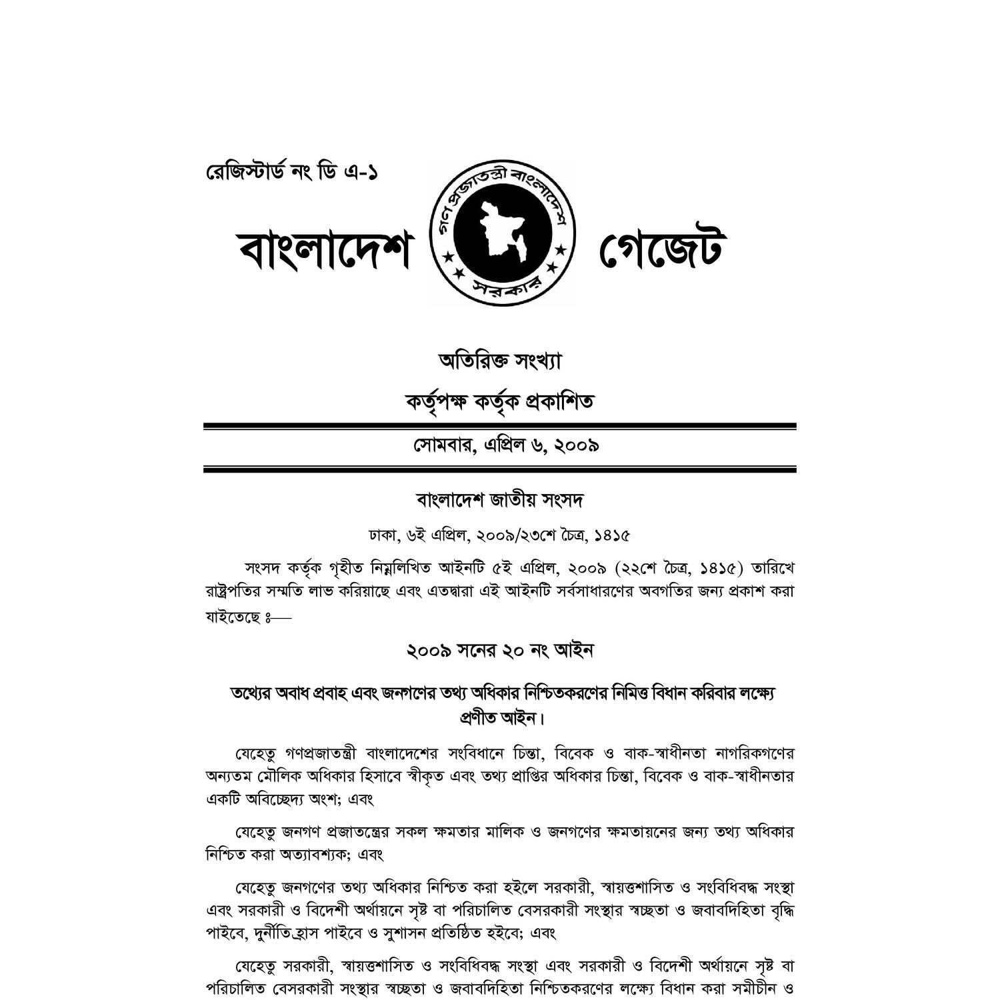 রেজিস্টার্ড নং ডি এ-১
বাংলাদেশ
গণ প্রজাতন্ত্রী বাংলাদেশ
সরকার
গেজেট
অতিরিক্ত সংখ্যা
কর্তৃপক্ষ কর্তৃক প্রকাশিত
সোমবার, এপ্রিল ৬, ২০০৯
বাংলাদেশ জাতীয় সংসদ
ঢাকা, ৬ই এপ্রিল, ২০০৯/২৩শে চৈত্র, ১৪১৫
সংসদ কর্তৃক গৃহীত নিম্নলিখিত আইনটি ৫ই এপ্রিল, ২০০৯ (২২শে চৈত্র, ১৪১৫) তারিখে
রাষ্ট্রপতির সম্মতি লাভ করিয়াছে এবং এতদ্বারা এই আইনটি সর্বসাধারণের অবগতির জন্য প্রকাশ করা
যাইতেছে ঃ—
২০০৯ সনের ২০ নং আইন
তথ্যের অবাধ প্রবাহ এবং জনগণের তথ্য অধিকার নিশ্চিতকরণের নিমিত্ত বিধান করিবার লক্ষ্যে
প্রণীত আইন।
যেহেতু গণপ্রজাতন্ত্রী বাংলাদেশের সংবিধানে চিন্তা, বিবেক ও বাক-স্বাধীনতা নাগরিকগণের
অন্যতম মৌলিক অধিকার হিসাবে স্বীকৃত এবং তথ্য প্রাপ্তির অধিকার চিন্তা, বিবেক ও বাক-স্বাধীনতার
একটি অবিচ্ছেদ্য অংশ; এবং
যেহেতু জনগণ প্রজাতন্ত্রের সকল ক্ষমতার মালিক ও জনগণের ক্ষমতায়নের জন্য তথ্য অধিকার
নিশ্চিত করা অত্যাবশ্যক; এবং
যেহেতু জনগণের তথ্য অধিকার নিশ্চিত করা হইলে সরকারী, স্বায়ত্তশাসিত ও সংবিধিবদ্ধ সংস্থা
এবং সরকারী ও বিদেশী অর্থায়নে সৃষ্ট বা পরিচালিত বেসরকারী সংস্থার স্বচ্ছতা ও জবাবদিহিতা বৃদ্ধি
পাইবে, দুর্নীতি হ্রাস পাইবে ও সুশাসন প্রতিষ্ঠিত হইবে; এবং
যেহেতু সরকারী, স্বায়ত্তশাসিত ও সংবিধিবদ্ধ সংস্থা এবং সরকারী ও বিদেশী অর্থায়নে সৃষ্ট বা
পরিচালিত বেসরকারী সংস্থার স্বচ্ছতা ও জবাবদিহিতা নিশ্চিতকরণের লক্ষ্যে বিধান করা সমীচীন ও